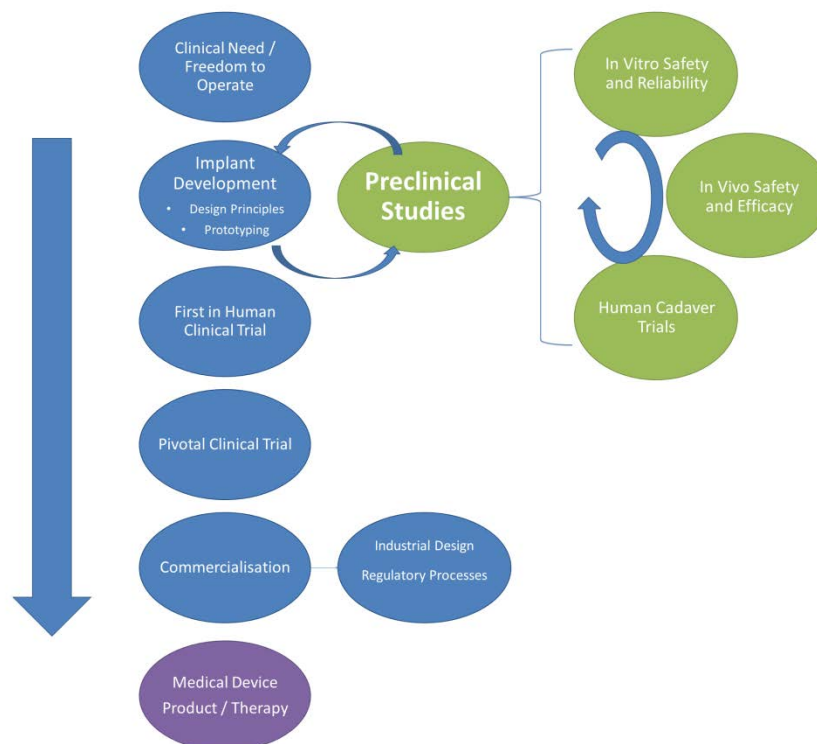 Clinical Need /
Freedom to
Operate
Implant
Development
• Design Principles
• Prototyping
Preclinical
Studies
In Vitro Safety
and Reliability
In Vivo Safety
and Efficacy
Human Cadaver
Trials
First in Human
Clinical Trial
Pivotal Clinical Trial
Commercialisation
Industrial Design
Regulatory Processes
Medical Device
Product / Therapy